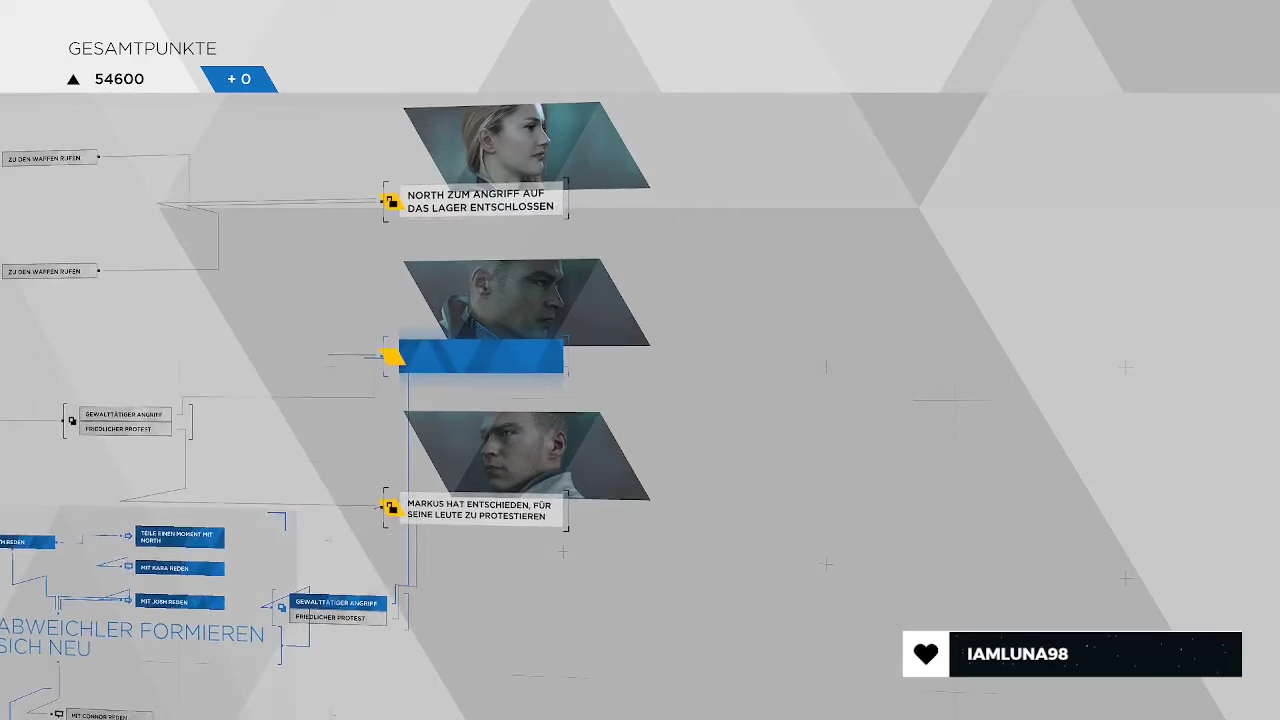 GESAMTPUNKTE
54600
+ 0
ZU DEN WAFFEN RUFEN
NORTH ZUM ANGRIFF AUF
DAS LAGER ENTSCHLOSSEN
ZU DEN WAFFEN RUFEN
GEWALTTÄTIGER ANGRIFF
FRIEDLICHER PROTEST
MARKUS HAT ENTSCHIEDEN, FÜR
SEINE LEUTE ZU PROTESTIEREN
REDEN
TEILE EINEN MOMENT MIT
NORTH
MIT KARA REDEN
MIT JOSH REDEN
GEWALTTÄTIGER ANGRIFF
FRIEDLICHER PROTEST
ABWEICHLER FORMIEREN
SICH NEU
IAMLUNA98
MIT CONNOR REDEN